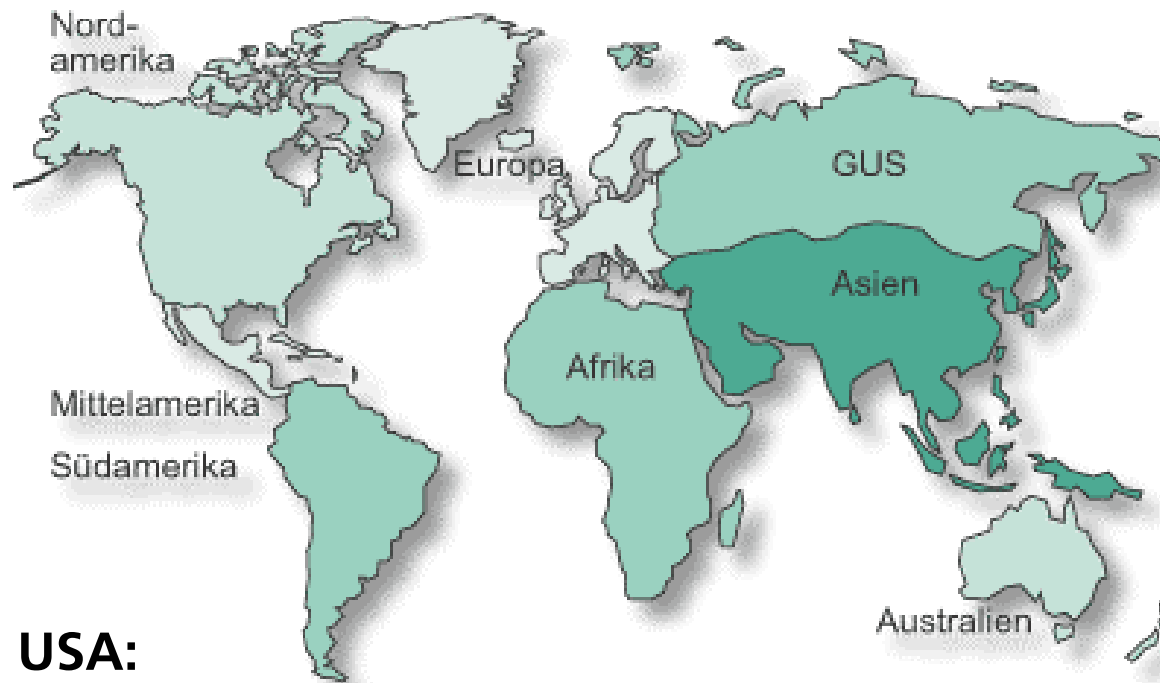 Nord-
amerika
Europa
GUS
Asien
Afrika
Mittelamerika
Südamerika
Australien
USA: